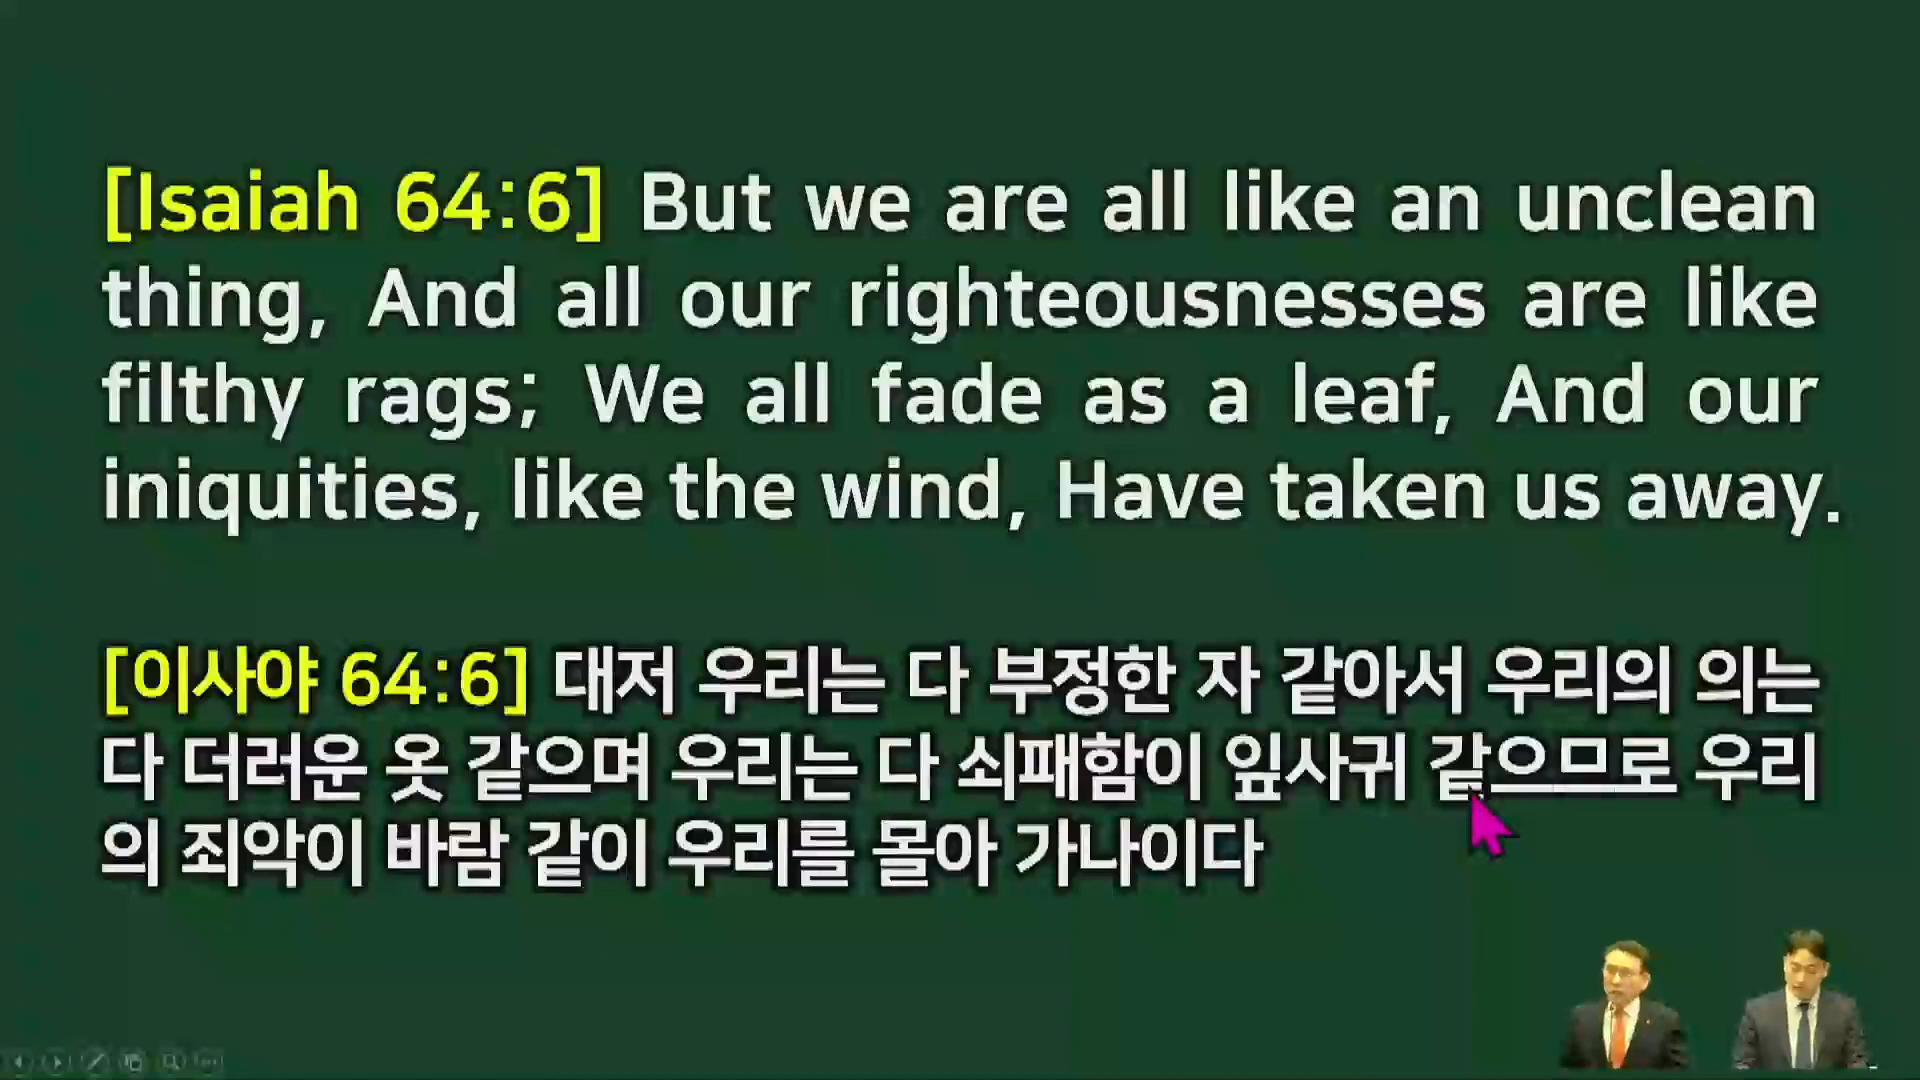 [Isaiah 64:6] But we are all like an unclean
thing, And all our righteousnesses are like
filthy rags; We all fade as a leaf, And our
iniquities, like the wind, Have taken us away.
[이사야 64:6] 대저 우리는 다 부정한 자 같아서 우리의 의는
다 더러운 옷 같으며 우리는 다 쇠패함이 잎사귀 같으므로 우리
의 죄악이 바람 같이 우리를 몰아 가나이다